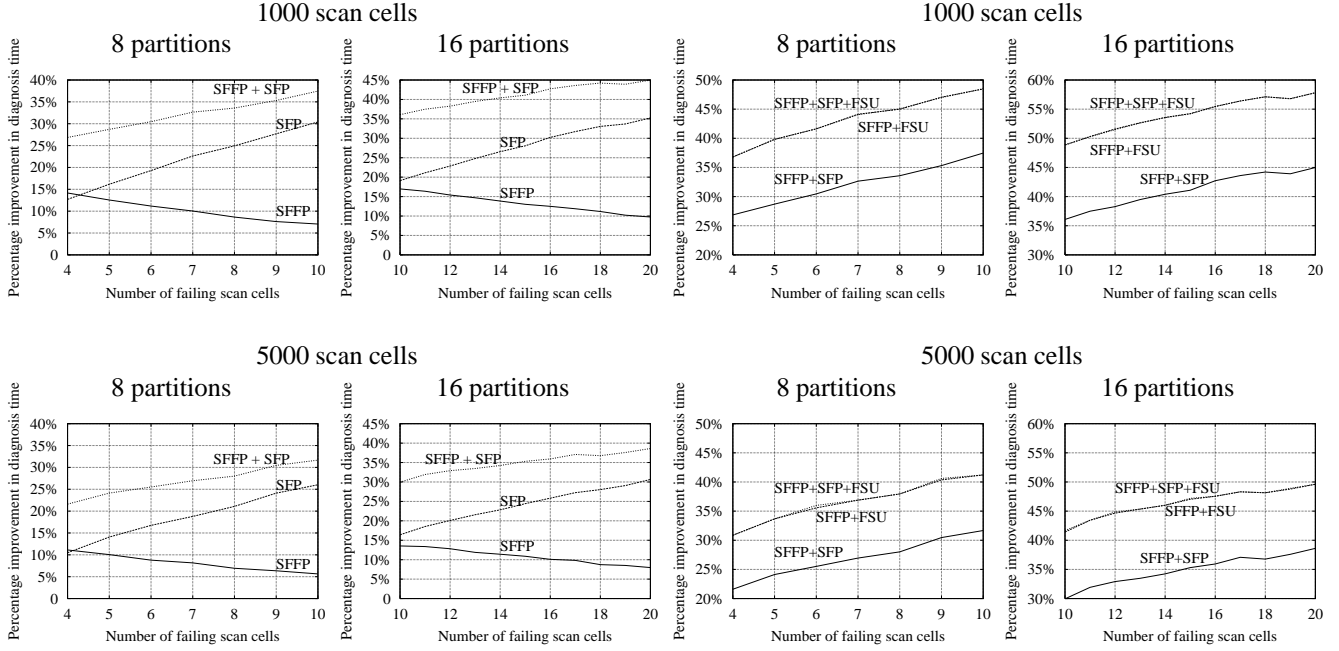 1000 scan cells
8 partitions
16 partitions
Percentage improvement in diagnosis time
40%
35%
30%
25%
20%
15%
10%
5%
0
SFFP + SFP
SFP
SFFP
4 5 6 7 8 9 10
Number of failing scan cells
Percentage improvement in diagnosis time
45%
40%
35%
30%
25%
20%
15%
10%
5%
0
SFFP + SFP
SFP
SFFP
10 12 14 16 18 20
Number of failing scan cells
1000 scan cells
8 partitions
16 partitions
Percentage improvement in diagnosis time
50%
45%
40%
35%
30%
25%
20%
SFFP+SFP+FSU
SFFP+FSU
SFFP+SFP
4 5 6 7 8 9 10
Number of failing scan cells
Percentage improvement in diagnosis time
60%
55%
50%
45%
40%
35%
30%
SFFP+SFP+FSU
SFFP+FSU
SFFP+SFP
10 12 14 16 18 20
Number of failing scan cells
5000 scan cells
8 partitions
16 partitions
Percentage improvement in diagnosis time
40%
35%
30%
25%
20%
15%
10%
5%
0
SFFP + SFP
SFP
SFFP
4 5 6 7 8 9 10
Number of failing scan cells
Percentage improvement in diagnosis time
45%
40%
35%
30%
25%
20%
15%
10%
5%
0
SFFP + SFP
SFP
SFFP
10 12 14 16 18 20
Number of failing scan cells
5000 scan cells
8 partitions
16 partitions
Percentage improvement in diagnosis time
50%
45%
40%
35%
30%
25%
20%
SFFP+SFP+FSU
SFFP+FSU
SFFP+SFP
4 5 6 7 8 9 10
Number of failing scan cells
Percentage improvement in diagnosis time
60%
55%
50%
45%
40%
35%
30%
SFFP+SFP+FSU
SFFP+FSU
SFFP+SFP
10 12 14 16 18 20
Number of failing scan cells